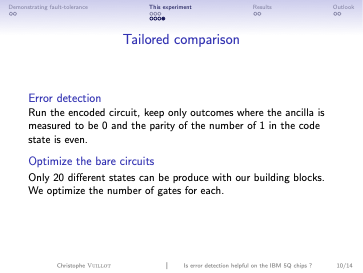 Demonstrating fault-tolerance This experiment Results Outlook
Tailored comparison
Error detection
Run the encoded circuit, keep only outcomes where the ancilla is
measured to be 0 and the parity of the number of 1 in the code
state is even.
Optimize the bare circuits
Only 20 different states can be produce with our building blocks.
We optimize the number of gates for each.
Christophe Vuillot | Is error detection helpful on the IBM 5Q chips ? 10/14